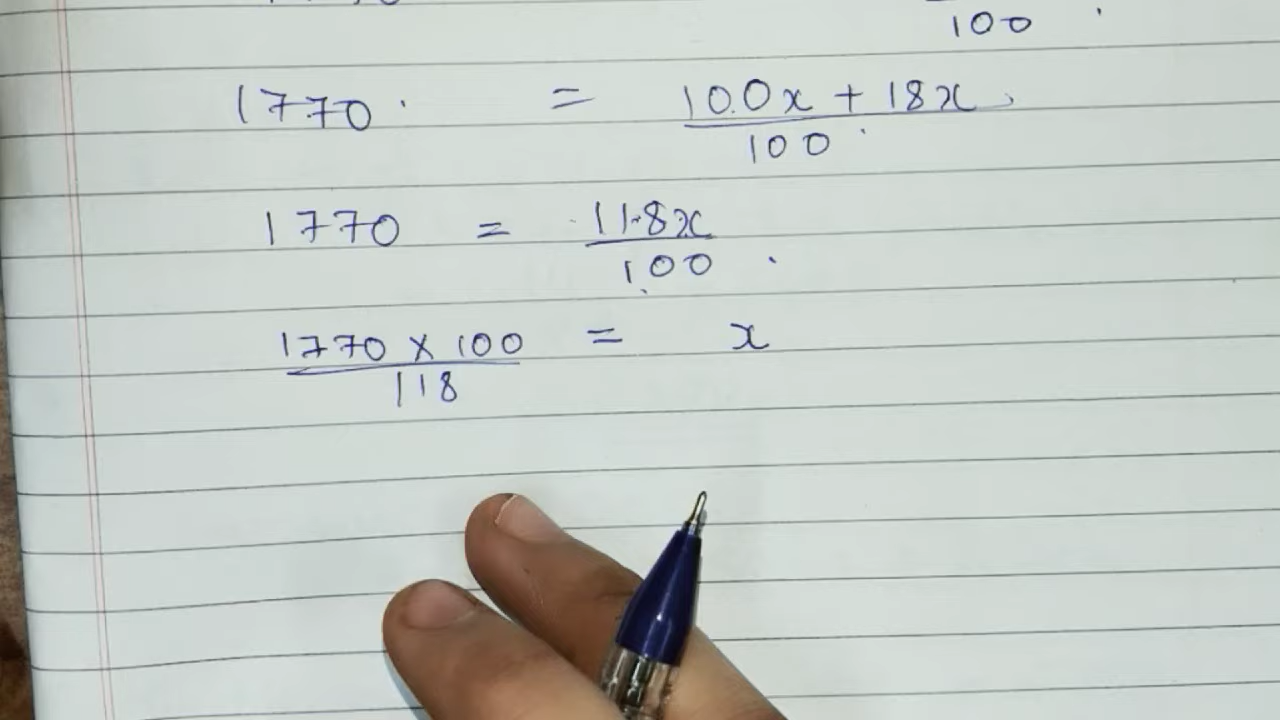 100
1770 = 100x + 18x
100
1770 = 118x
100
1770 × 100 = x
118